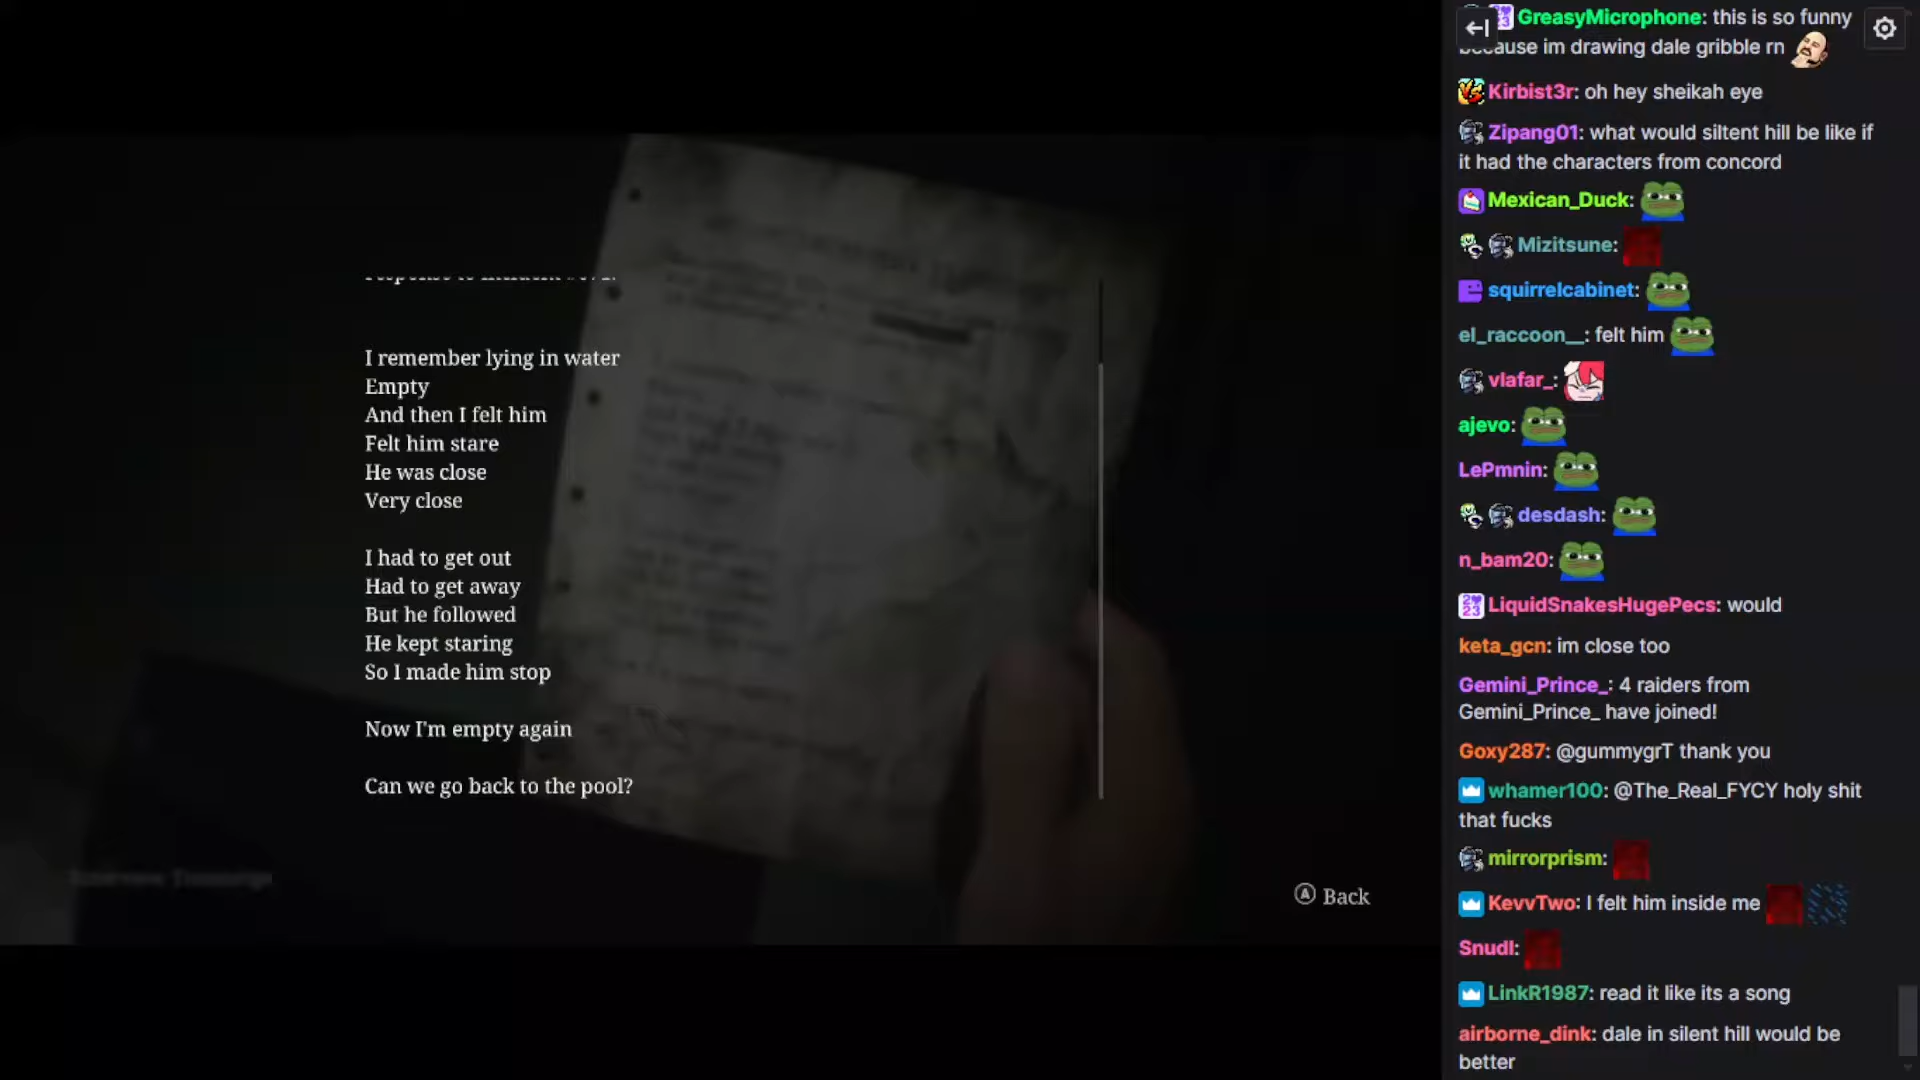 I remember lying in water
Empty
And then I felt him
Felt him stare
He was close
Very close
I had to get out
Had to get away
But he followed
He kept staring
So I made him stop
Now I'm empty again
Can we go back to the pool?
Back
GreasyMicrophone: this is so funny
because im drawing dale gribble rn
Kirbist3r: oh hey sheikah eye
Zipang01: what would siltent hill be like if
it had the characters from concord
Mexican_Duck:
Mizitsune:
squirrelcabinet:
el_raccoon__: felt him
vlafar_:
ajevo:
LePmnin:
desdash:
n_bam20:
LiquidSnakesHugePecs: would
keta_gcn: im close too
Gemini_Prince_: 4 raiders from
Gemini_Prince_ have joined!
Goxy287: @gummygrT thank you
whamer100: @The_Real_FYCY holy shit
that fucks
mirrorprism:
KevvTwo: I felt him inside me
Snudl:
LinkR1987: read it like its a song
airborne_dink: dale in silent hill would be
better